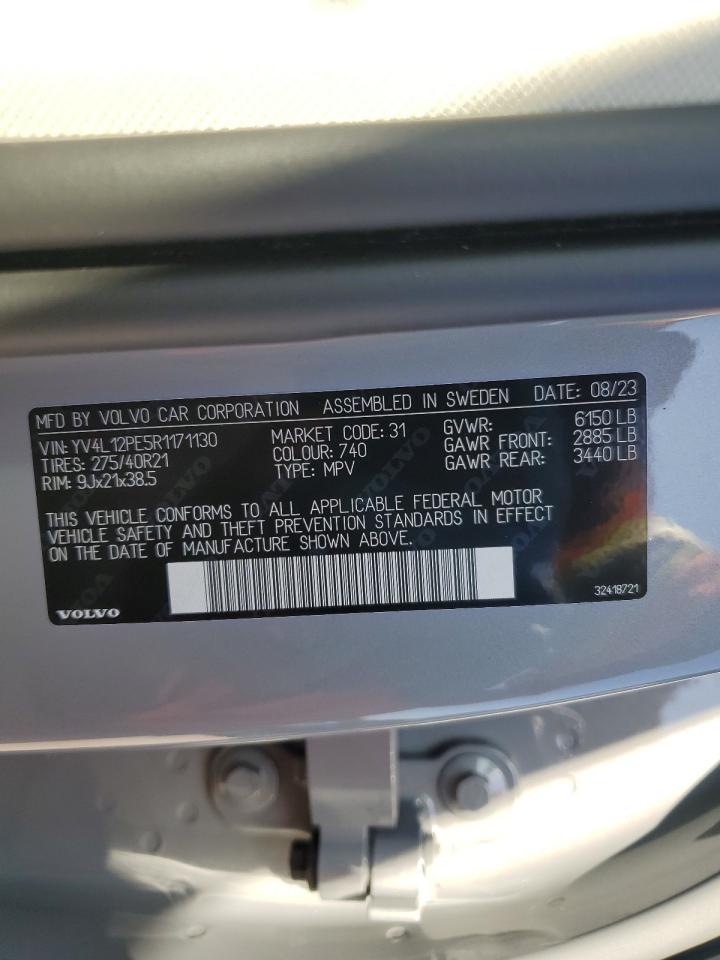 MFD BY VOLVO CAR CORPORATION ASSEMBLED IN SWEDEN DATE: 08/23
VIN: YV4L12PE5R1171130 MARKET CODE: 31 GVWR: 6150 LB
TIRES: 275/40R21 COLOUR: 740 GAWR FRONT: 2885 LB
RIM: 9Jx21x38.5 TYPE: MPV GAWR REAR: 3440 LB
THIS VEHICLE CONFORMS TO ALL APPLICABLE FEDERAL MOTOR
VEHICLE SAFETY AND THEFT PREVENTION STANDARDS IN EFFECT
ON THE DATE OF MANUFACTURE SHOWN ABOVE.
VOLVO 32418721